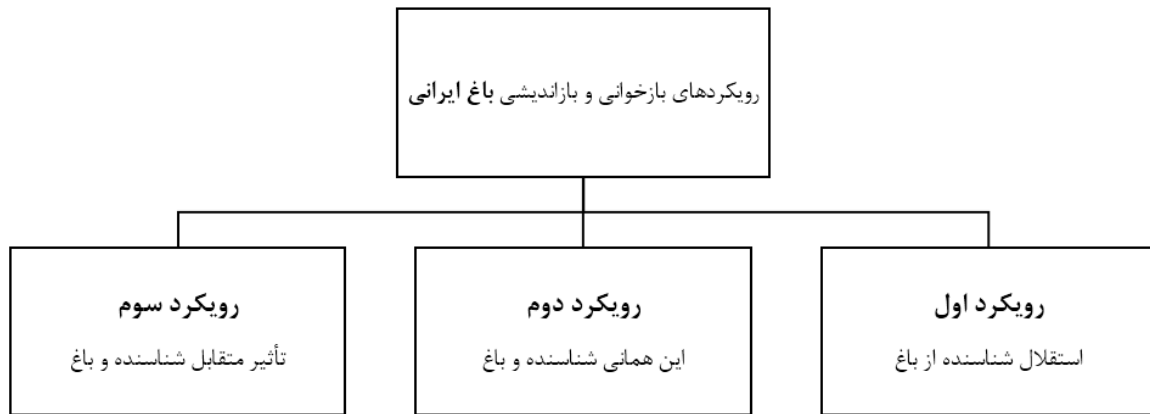 رویکردهای بازخوانی و بازاندیشی باغ ایرانی
رویکرد اول
استقلال شناسنده از باغ
رویکرد دوم
این همانی شناسنده و باغ
رویکرد سوم
تأثیر متقابل شناسنده و باغ